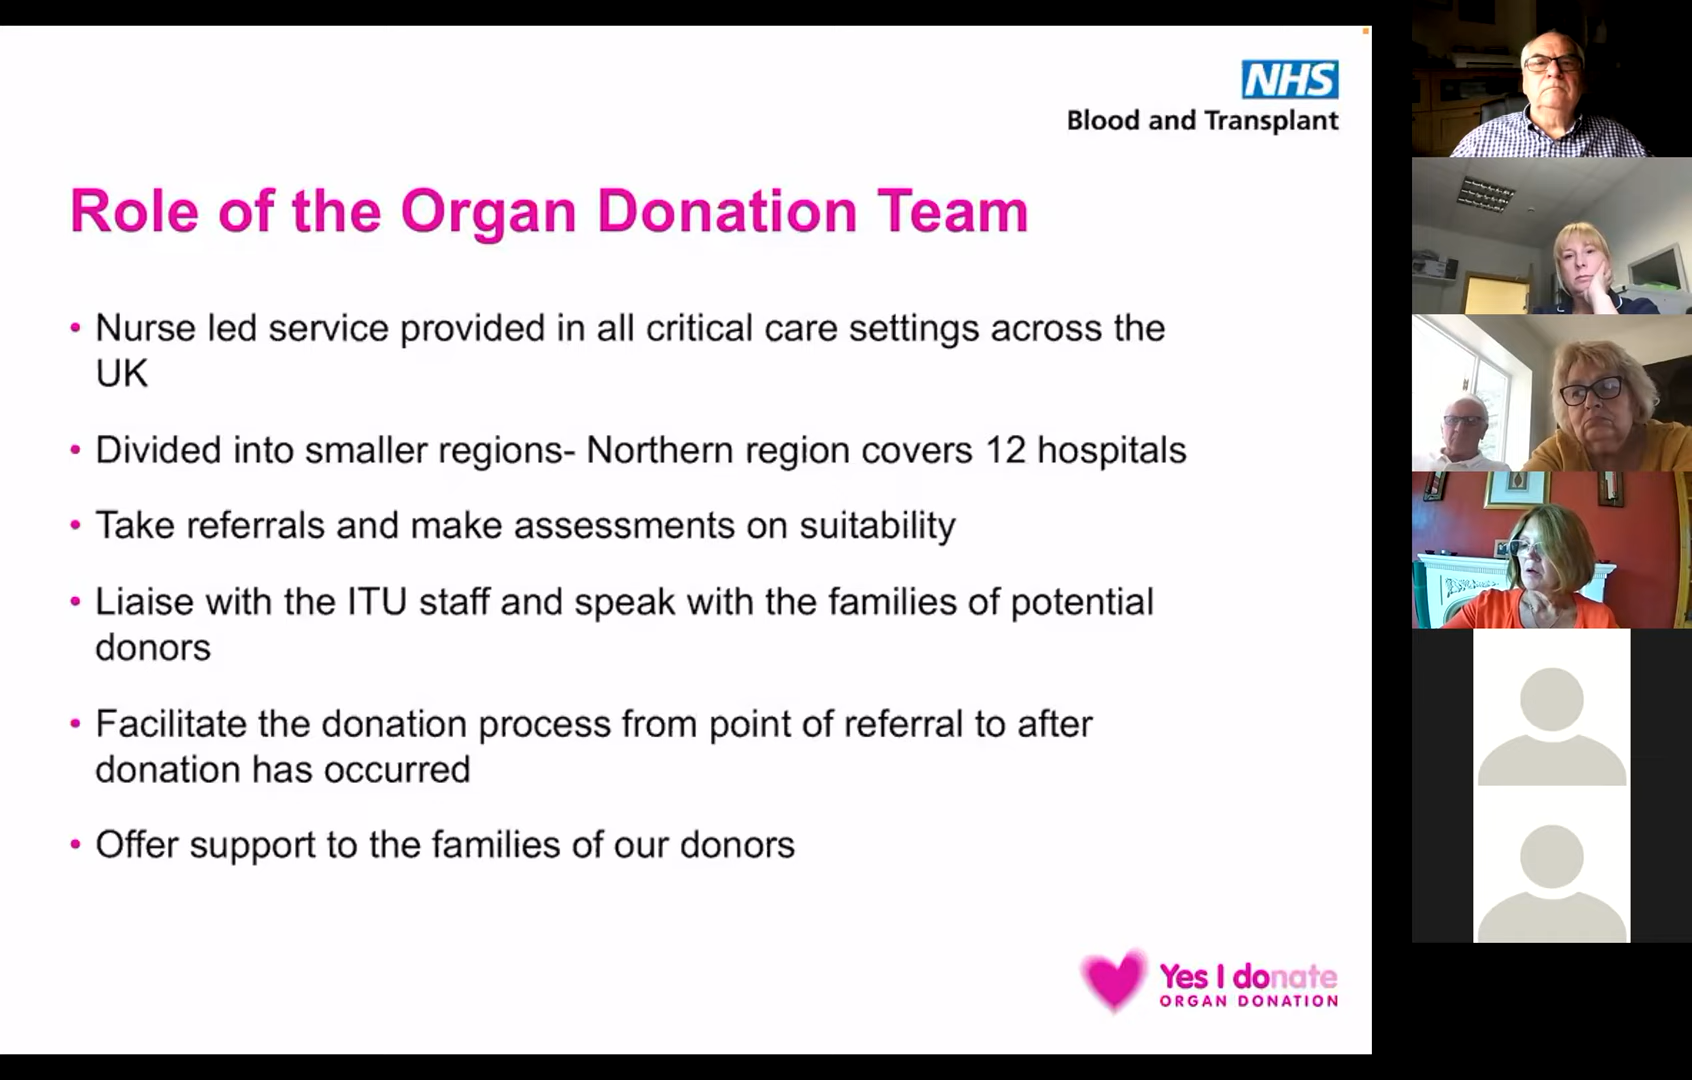 NHS
Blood and Transplant
Role of the Organ Donation Team
• Nurse led service provided in all critical care settings across the
UK
• Divided into smaller regions- Northern region covers 12 hospitals
• Take referrals and make assessments on suitability
• Liaise with the ITU staff and speak with the families of potential
donors
• Facilitate the donation process from point of referral to after
donation has occurred
• Offer support to the families of our donors
Yes I donate
ORGAN DONATION